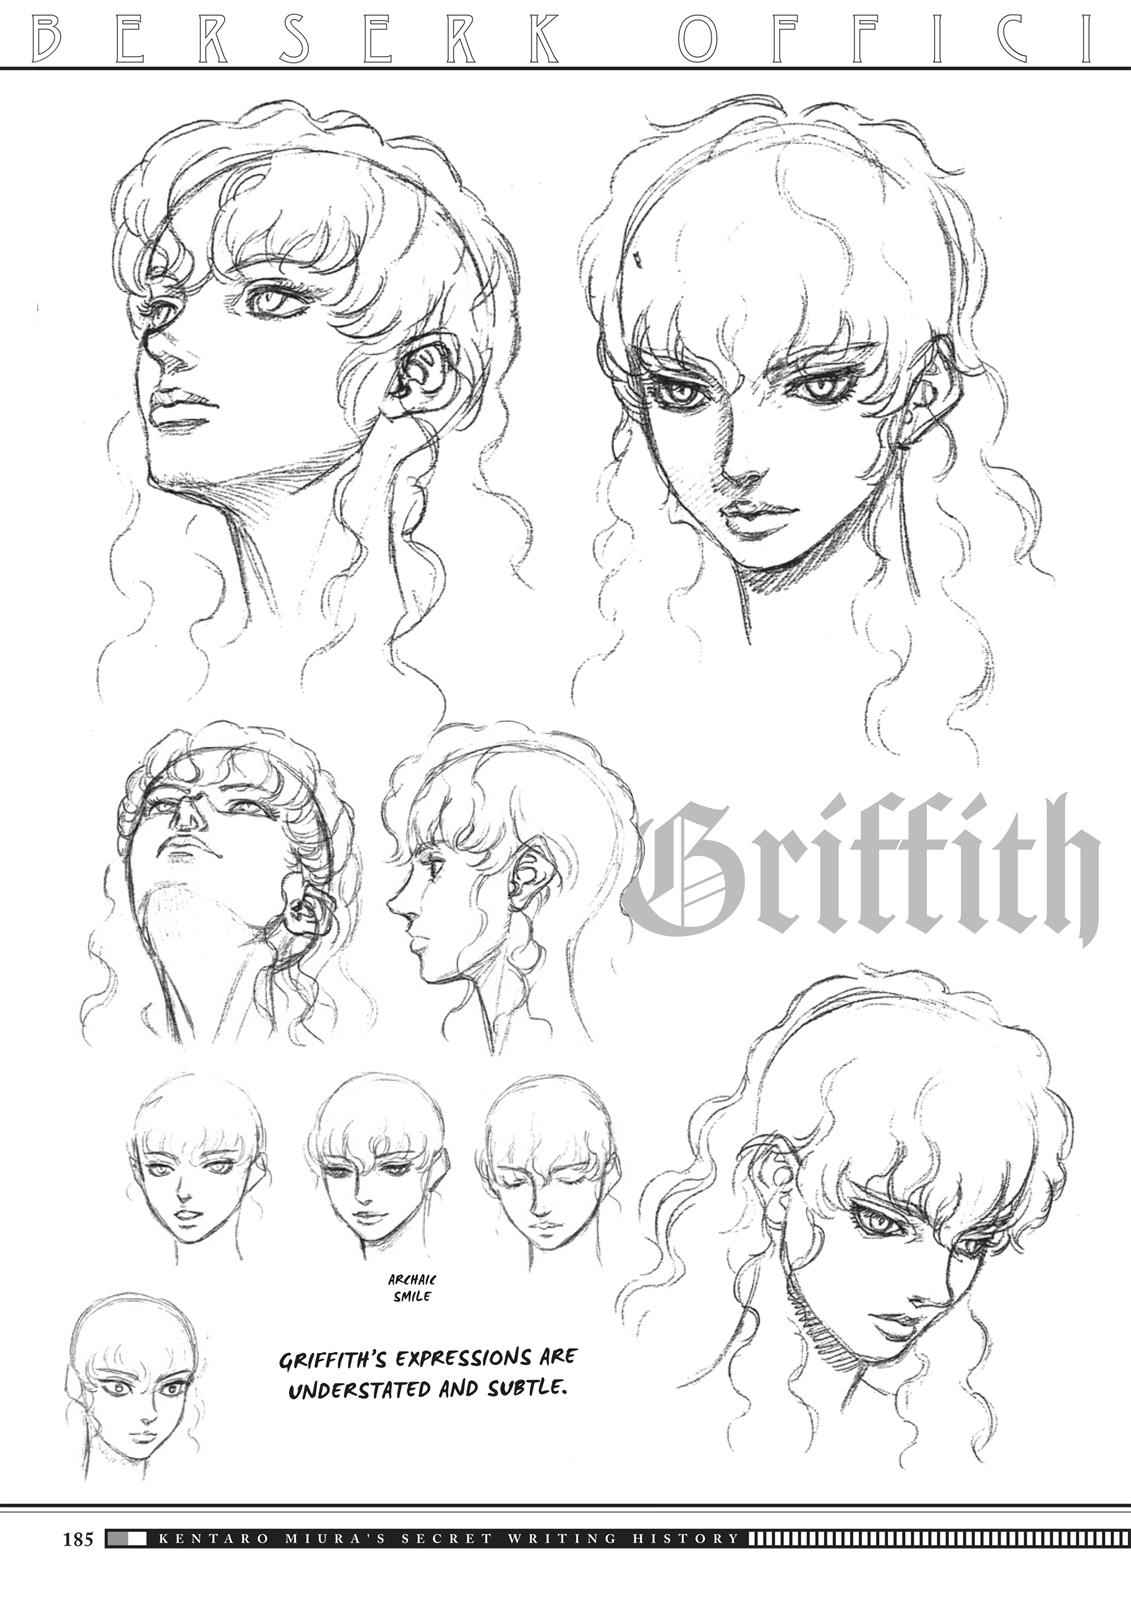 BERSERK OFFICI
Griffith
ARCHAIC
SMILE
GRIFFITH'S EXPRESSIONS ARE
UNDERSTATED AND SUBTLE.
185 KENTARO MIURA'S SECRET WRITING HISTORY